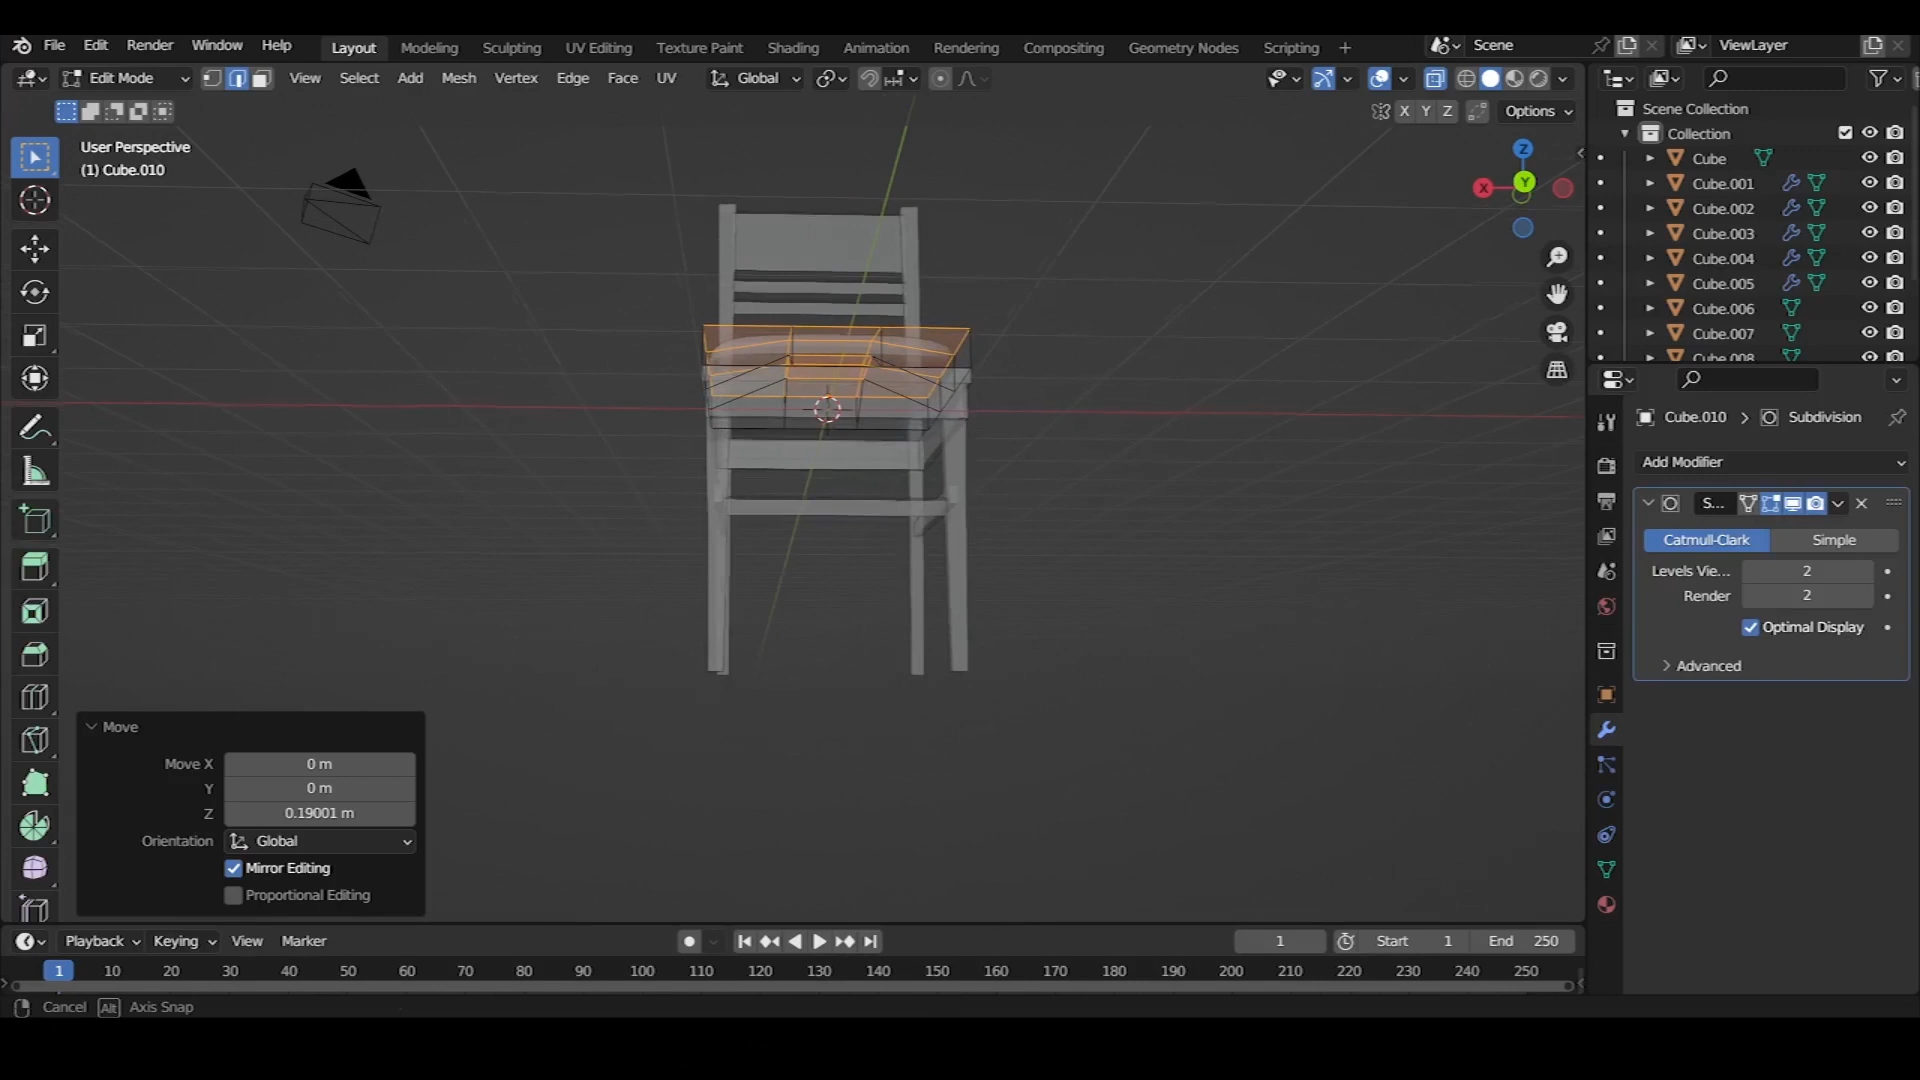 File Edit Render Window Help Layout Modeling Sculpting UV Editing Texture Paint Shading Animation Rendering Compositing Geometry Nodes Scripting + Scene ViewLayer
Edit Mode View Select Add Mesh Vertex Edge Face UV Global
X Y Z Options
User Perspective
(1) Cube.010
Z
X
Y
Scene Collection
Collection
Cube
Cube.001
Cube.002
Cube.003
Cube.004
Cube.005
Cube.006
Cube.007
Cube.008
Cube.010 > Subdivision
Add Modifier
S...
Catmull-Clark Simple
Levels Vie... 2
Render 2
Optimal Display
Advanced
Move
Move X 0 m
Y 0 m
Z 0.19001 m
Orientation Global
Mirror Editing
Proportional Editing
Playback Keying View Marker 1 Start 1 End 250
1 10 20 30 40 50 60 70 80 90 100 110 120 130 140 150 160 170 180 190 200 210 220 230 240 250
Cancel Alt Axis Snap